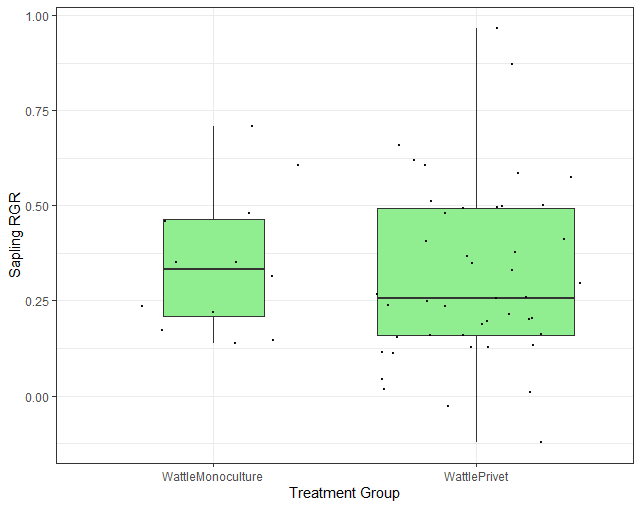 1.00
0.75
0.50
0.25
0.00
Sapling RGR
WattleMonoculture
WattlePrivet
Treatment Group